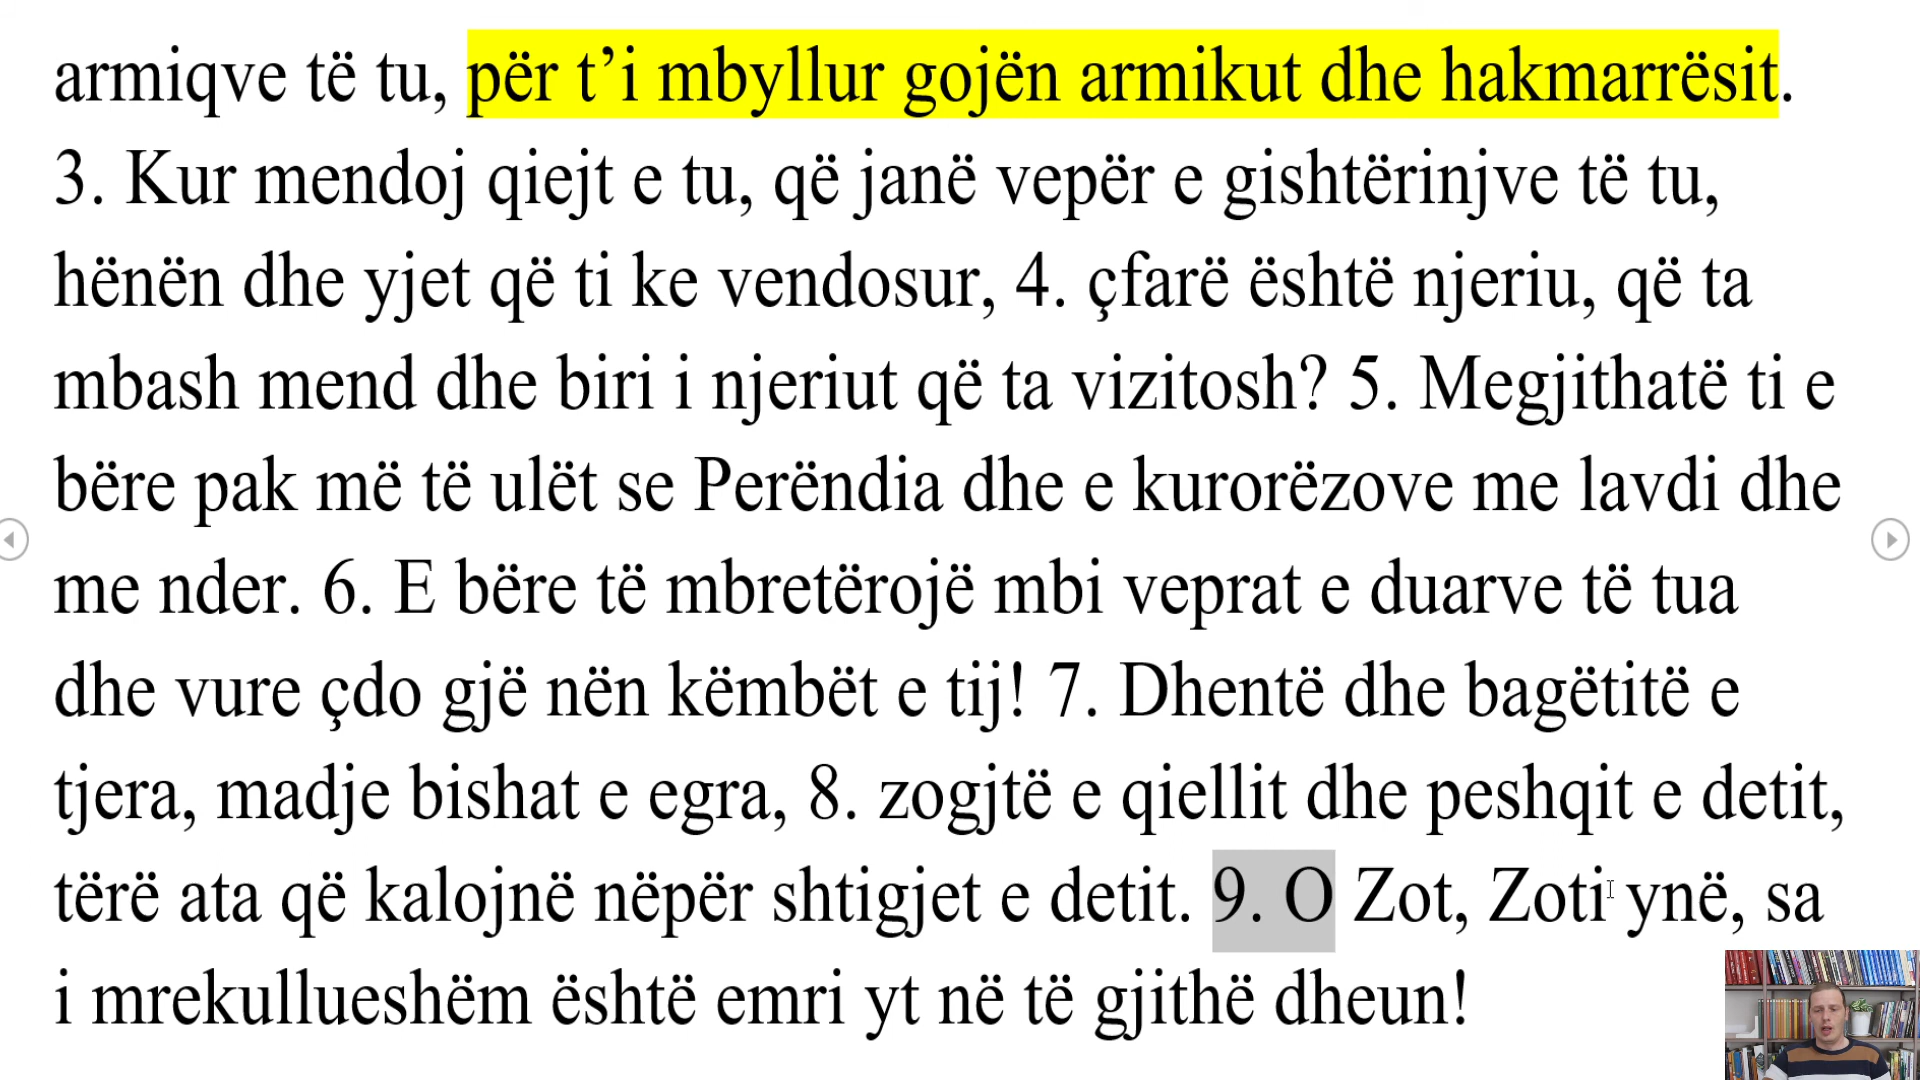 armiqve të tu, për t’i mbyllur gojën armikut dhe hakmarrësit.
3. Kur mendoj qiejt e tu, që janë vepër e gishtërinjve të tu,
hënën dhe yjet që ti ke vendosur, 4. çfarë është njeriu, që ta
mbash mend dhe biri i njeriut që ta vizitosh? 5. Megjithatë ti e
bëre pak më të ulët se Perëndia dhe e kurorëzove me lavdi dhe
me nder. 6. E bëre të mbretërojë mbi veprat e duarve të tua
dhe vure çdo gjë nën këmbët e tij! 7. Dhentë dhe bagëtitë e
tjera, madje bishat e egra, 8. zogjtë e qiellit dhe peshqit e detit,
tërë ata që kalojnë nëpër shtigjet e detit. 9. O Zot, Zoti ynë, sa
i mrekullueshëm është emri yt në të gjithë dheun!